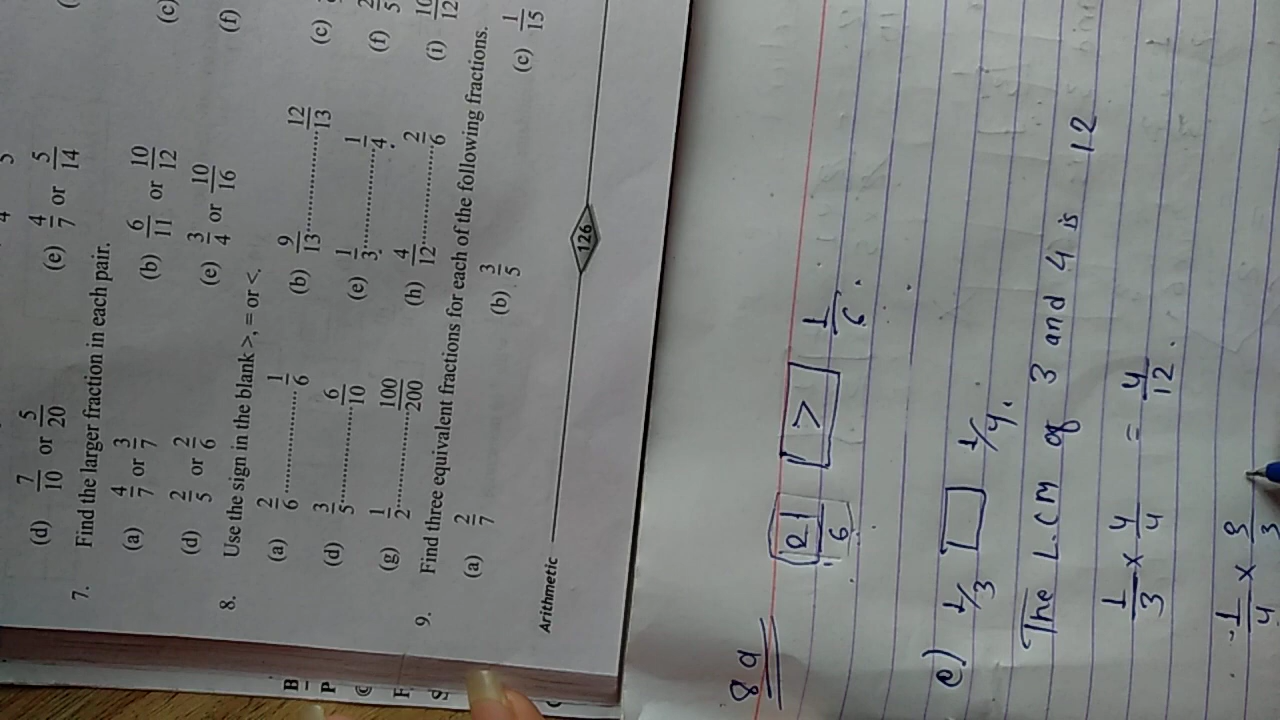 (d) 7/10 or 5/20 (e) 4/7 or 5/14
7. Find the larger fraction in each pair.
(a) 4/7 or 3/7 (b) 6/11 or 10/12 (c)
(d) 2/5 or 2/6 (e) 3/4 or 10/16 (f)
8. Use the sign in the blank >, = or <.
(a) 2/6 .............. 1/6 (b) 9/13 .............. 12/13 (c)
(d) 3/5 .............. 6/10 (e) 1/3 .............. 1/4 (f) 2/5
(g) 1/2 .............. 100/200 (h) 4/12 .............. 2/6 (i) 10/12
9. Find three equivalent fractions for each of the following fractions.
(a) 2/7 (b) 3/5 (c) 1/15
Arithmetic 126
8 a
2/6 > 1/6.
e) 1/3 □ 1/4.
The L.CM of 3 and 4 is 12
1/3 × 4/4 = 4/12.
1/4 × 3/3